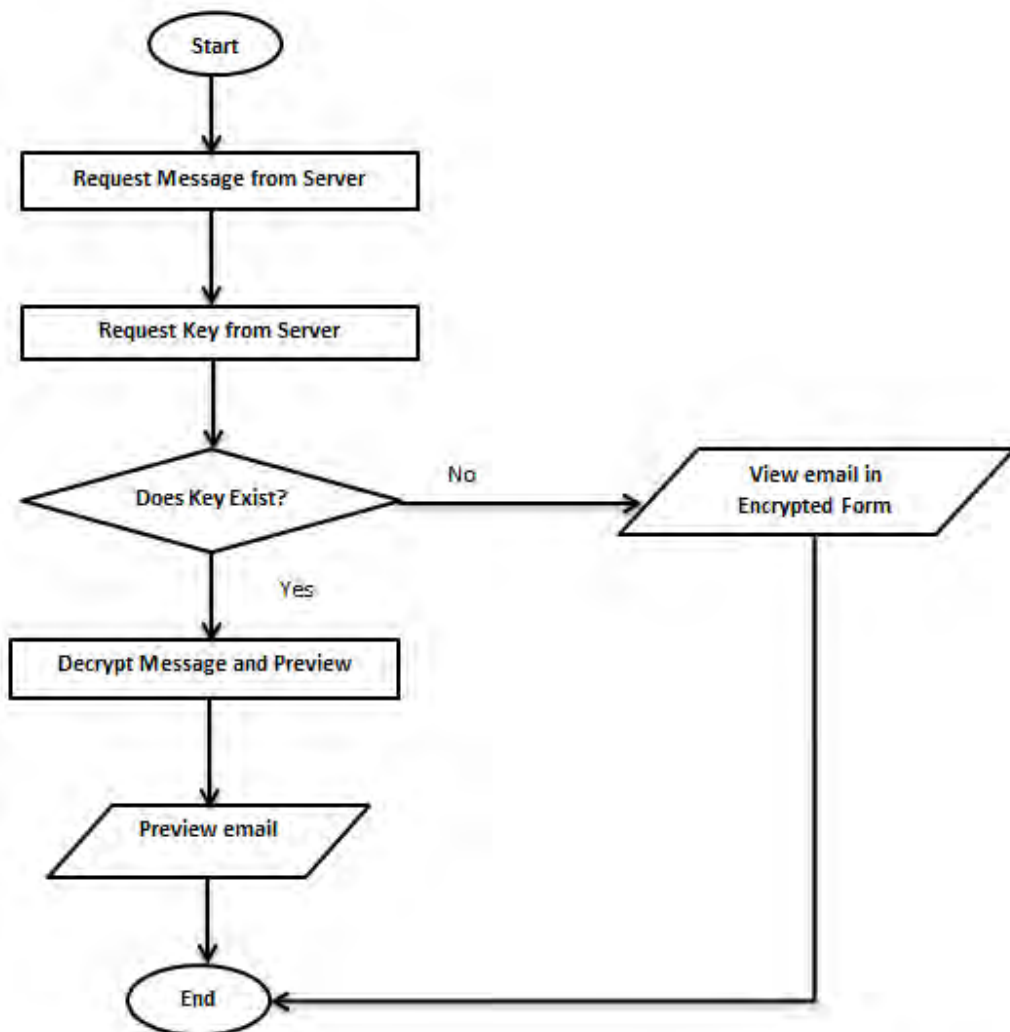 Start
Request Message from Server
Request Key from Server
Does Key Exist?
No
View email in
Encrypted Form
Yes
Decrypt Message and Preview
Preview email
End